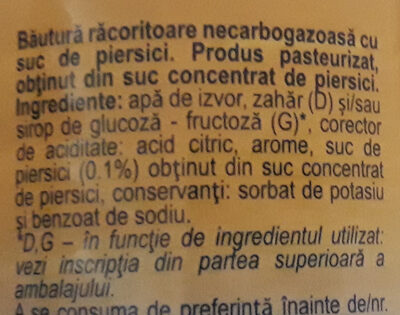 Băutură răcoritoare necarbogazoasă cu
suc de piersici. Produs pasteurizat,
obținut din suc concentrat de piersici.
Ingrediente: apă de izvor, zahăr (D) și/sau
sirop de glucoză - fructoză (G)*, corector
de aciditate: acid citric, arome, suc de
piersici (0.1%) obținut din suc concentrat
de piersici, conservanți: sorbat de potasiu
și benzoat de sodiu.
*D,G – în funcție de ingredientul utilizat:
vezi inscripția din partea superioară a
ambalajului.
A se consuma de preferință înainte de/nr.